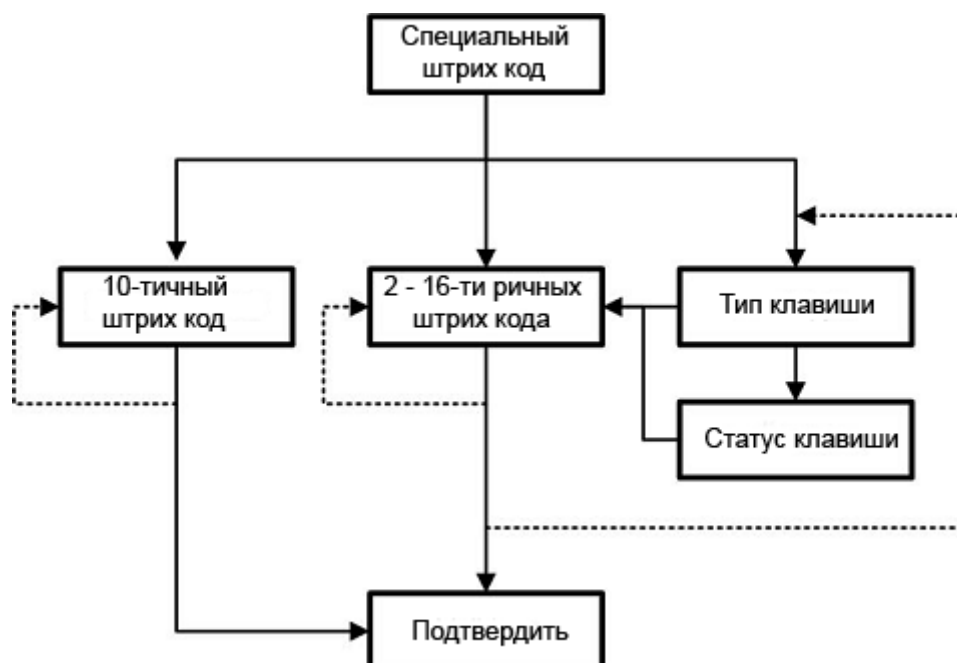 Специальный
штрих код
10-тичный
штрих код
2 - 16-ти ричных
штрих кода
Тип клавиши
Статус клавиши
Подтвердить